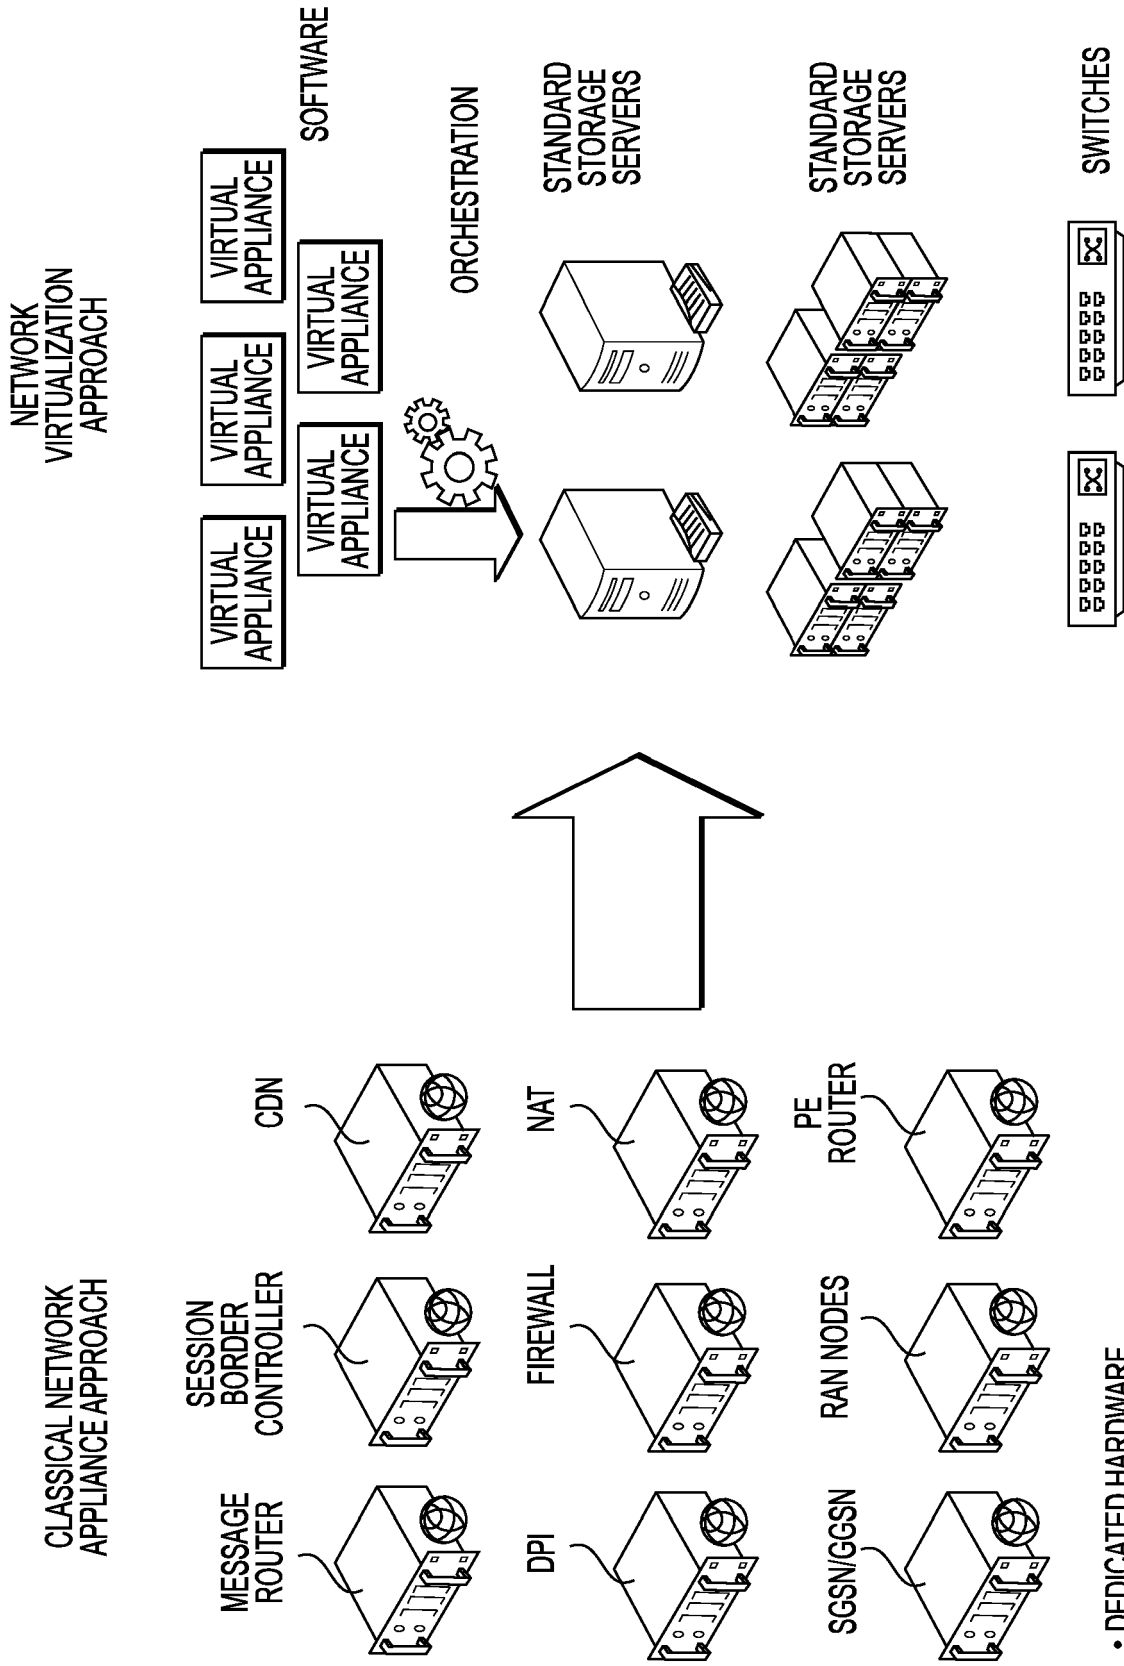 CLASSICAL NETWORK
APPLIANCE APPROACH
MESSAGE
ROUTER
SESSION
BORDER
CONTROLLER
CDN
DPI
FIREWALL
NAT
SGSN/GGSN
RAN NODES
PE
ROUTER
• DEDICATED HARDWARE
NETWORK
VIRTUALIZATION
APPROACH
VIRTUAL
APPLIANCE
VIRTUAL
APPLIANCE
VIRTUAL
APPLIANCE
VIRTUAL
APPLIANCE
VIRTUAL
APPLIANCE
SOFTWARE
ORCHESTRATION
STANDARD
STORAGE
SERVERS
STANDARD
STORAGE
SERVERS
SWITCHES